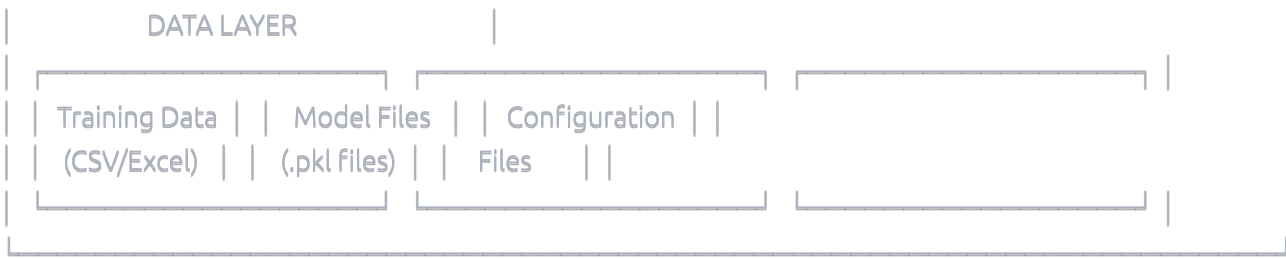 │ DATA LAYER │
│ ┌─────────────────┐ ┌─────────────────┐ ┌─────────────────┐ │
│ │ Training Data │ │ Model Files │ │ Configuration │ │
│ │ (CSV/Excel) │ │ (.pkl files) │ │ Files │ │
│ └─────────────────┘ └─────────────────┘ └─────────────────┘ │
└─────────────────────────────────────────────────────────────────┘